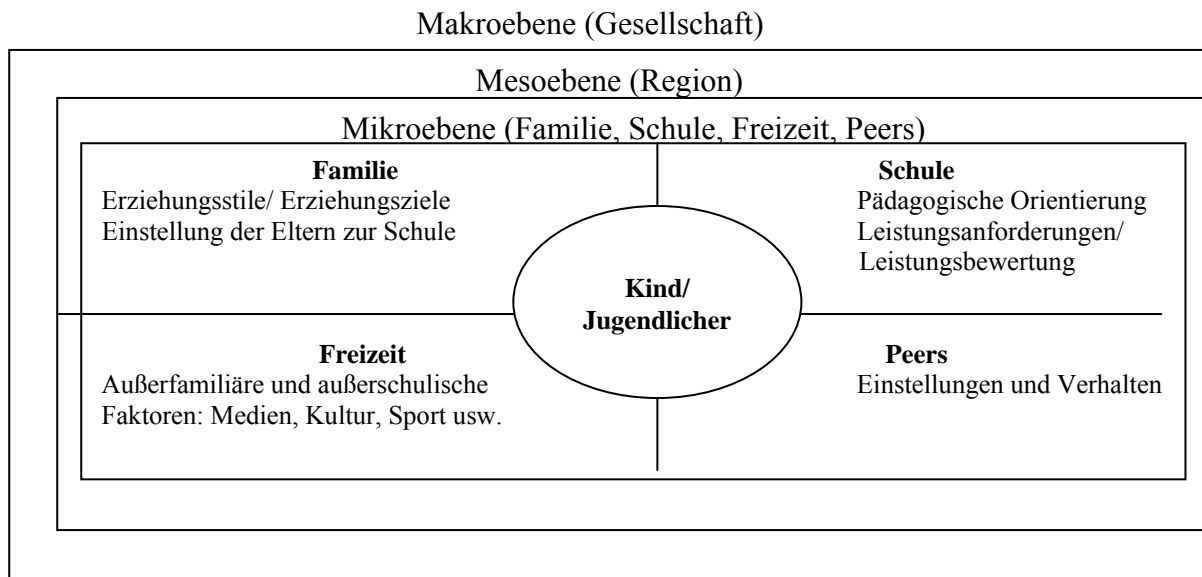 Makroebene (Gesellschaft)
Mesoebene (Region)
Mikroebene (Familie, Schule, Freizeit, Peers)
Familie
Erziehungsstile/ Erziehungsziele
Einstellung der Eltern zur Schule
Schule
Pädagogische Orientierung
Leistungsanforderungen/
Leistungsbewertung
Kind/
Jugendlicher
Freizeit
Außerfamiliäre und außerschulische
Faktoren: Medien, Kultur, Sport usw.
Peers
Einstellungen und Verhalten